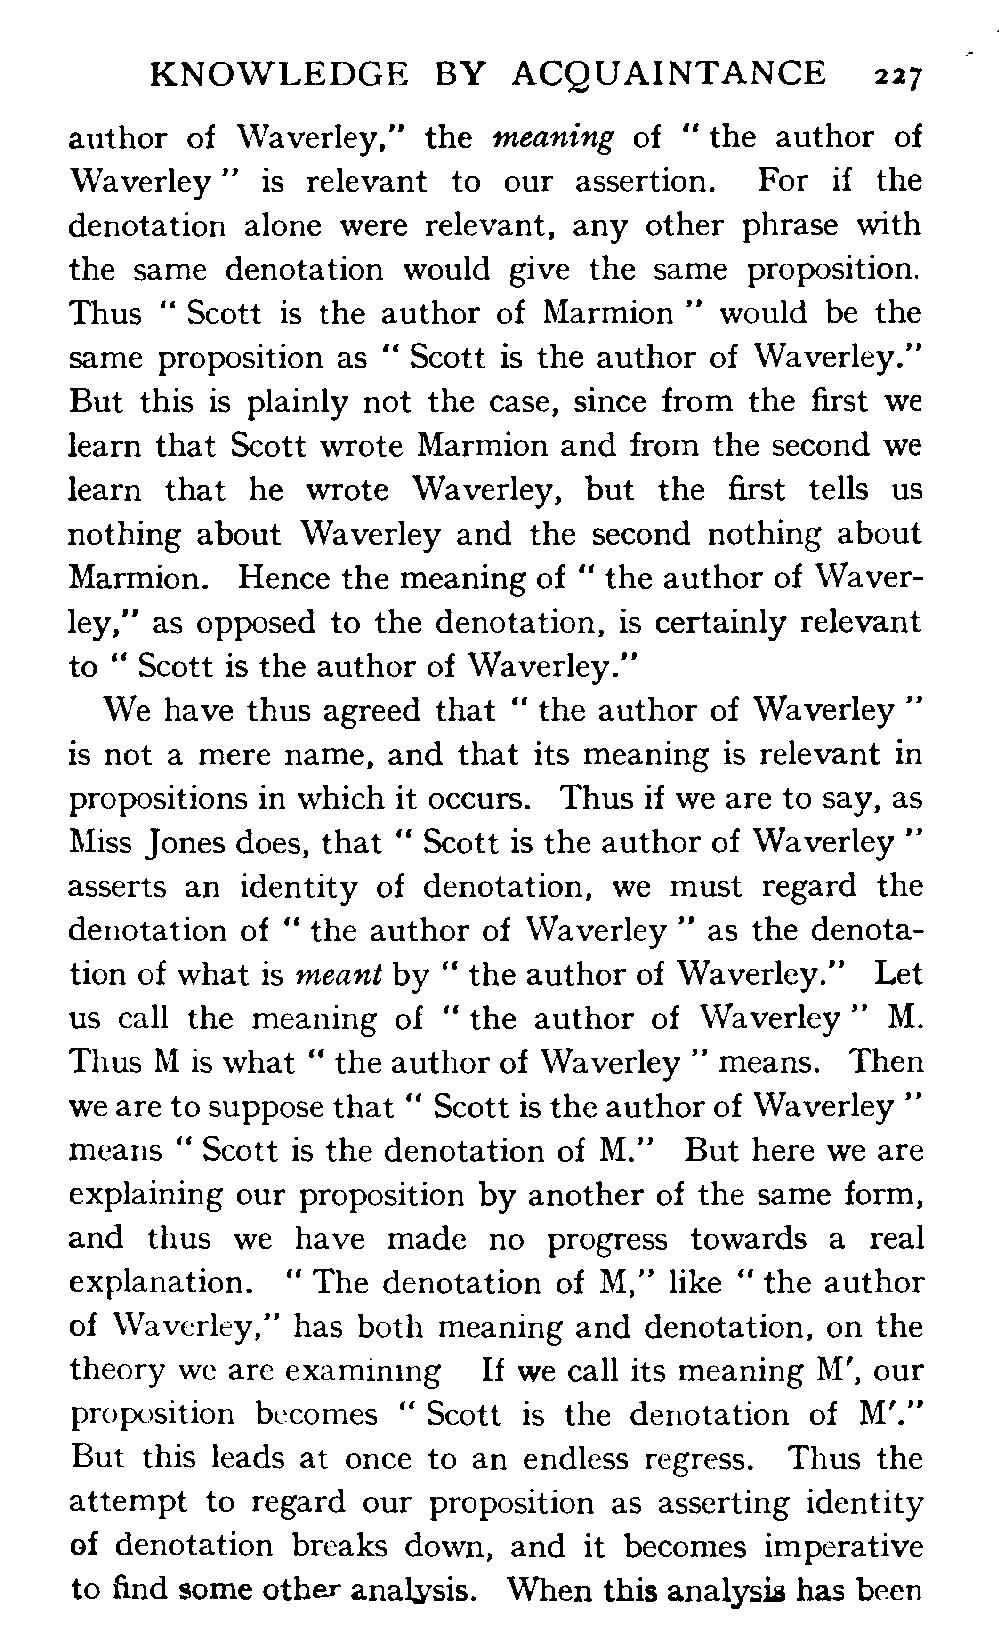 KNOWLEDGE BY ACQUAINTANCE 227
author of Waverley," the meaning of " the author of
Waverley " is relevant to our assertion. For if the
denotation alone were relevant, any other phrase with
the same denotation would give the same proposition.
Thus " Scott is the author of Marmion " would be the
same proposition as " Scott is the author of Waverley."
But this is plainly not the case, since from the first we
learn that Scott wrote Marmion and from the second we
learn that he wrote Waverley, but the first tells us
nothing about Waverley and the second nothing about
Marmion. Hence the meaning of " the author of Waver-
ley," as opposed to the denotation, is certainly relevant
to " Scott is the author of Waverley."
We have thus agreed that " the author of Waverley "
is not a mere name, and that its meaning is relevant in
propositions in which it occurs. Thus if we are to say, as
Miss Jones does, that " Scott is the author of Waverley "
asserts an identity of denotation, we must regard the
denotation of " the author of Waverley " as the denota-
tion of what is meant by " the author of Waverley." Let
us call the meaning of " the author of Waverley " M.
Thus M is what " the author of Waverley " means. Then
we are to suppose that " Scott is the author of Waverley "
means " Scott is the denotation of M." But here we are
explaining our proposition by another of the same form,
and thus we have made no progress towards a real
explanation. " The denotation of M," like " the author
of Waverley," has both meaning and denotation, on the
theory we are examining If we call its meaning M′, our
proposition becomes " Scott is the denotation of M′."
But this leads at once to an endless regress. Thus the
attempt to regard our proposition as asserting identity
of denotation breaks down, and it becomes imperative
to find some other analysis. When this analysis has been